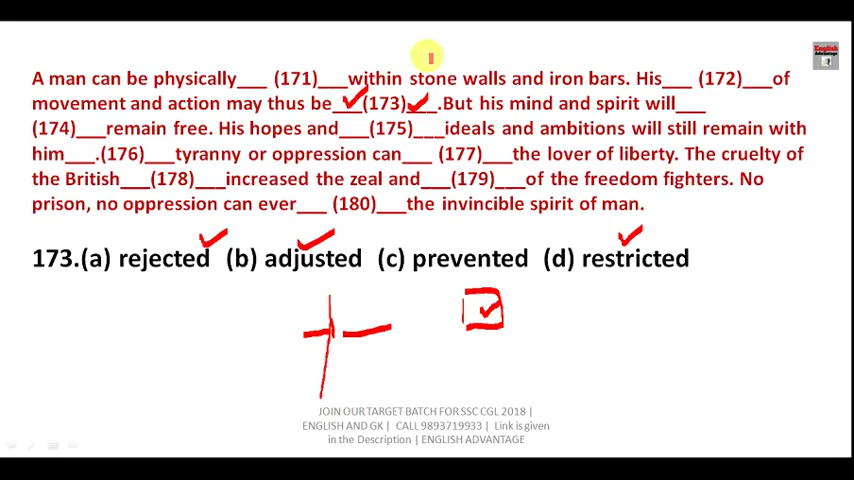 English
Advantage
A man can be physically___ (171)___within stone walls and iron bars. His___ (172)___of
movement and action may thus be___(173)___.But his mind and spirit will___
(174)___remain free. His hopes and___(175)___ideals and ambitions will still remain with
him___.(176)___tyranny or oppression can___ (177)___the lover of liberty. The cruelty of
the British___(178)___increased the zeal and___(179)___of the freedom fighters. No
prison, no oppression can ever___ (180)___the invincible spirit of man.
173.(a) rejected (b) adjusted (c) prevented (d) restricted
JOIN OUR TARGET BATCH FOR SSC CGL 2018 |
ENGLISH AND GK | CALL 9893719933 | Link is given
in the Description | ENGLISH ADVANTAGE